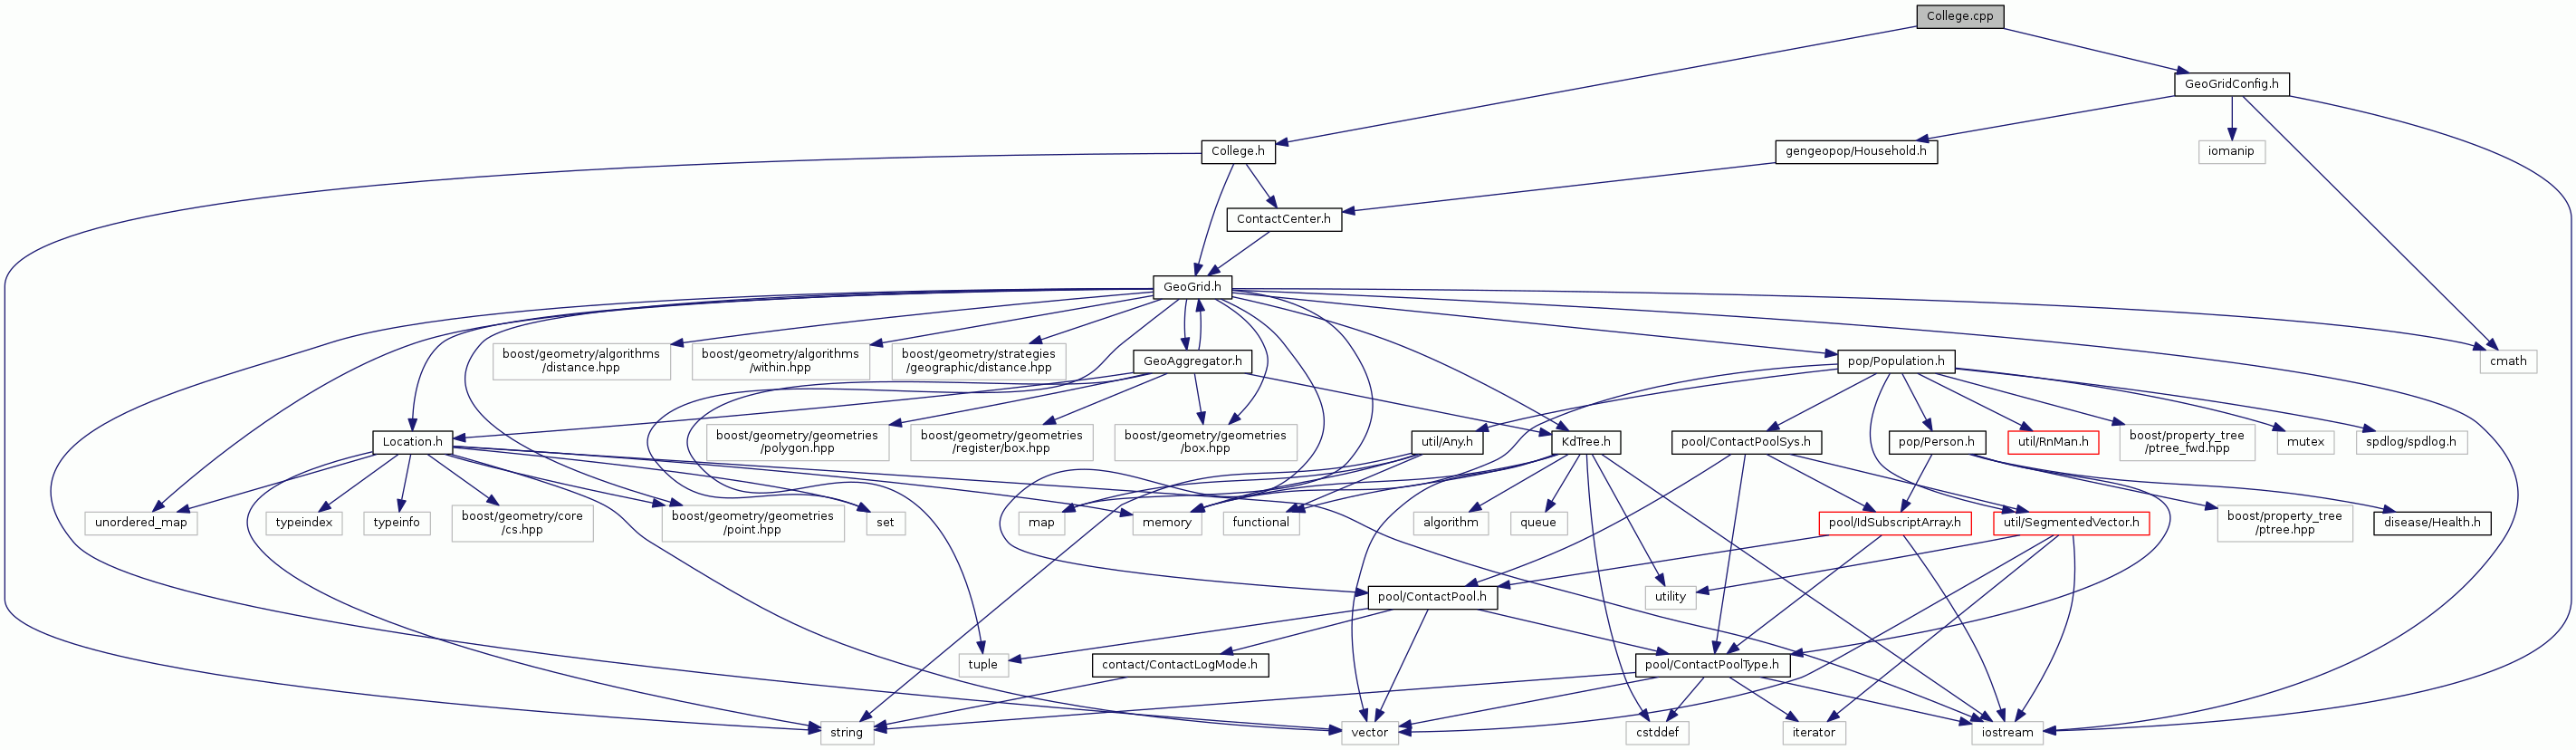 College.cpp
GeoGridConfig.h
College.h
gengeopop/Household.h
iomanip
ContactCenter.h
GeoGrid.h
boost/geometry/algorithms
/distance.hpp
boost/geometry/algorithms
/within.hpp
boost/geometry/strategies
/geographic/distance.hpp
GeoAggregator.h
pop/Population.h
cmath
Location.h
boost/geometry/geometries
/polygon.hpp
boost/geometry/geometries
/register/box.hpp
boost/geometry/geometries
/box.hpp
util/Any.h
KdTree.h
pool/ContactPoolSys.h
pop/Person.h
util/RnMan.h
boost/property_tree
/ptree_fwd.hpp
mutex
spdlog/spdlog.h
unordered_map
typeindex
typeinfo
boost/geometry/core
/cs.hpp
boost/geometry/geometries
/point.hpp
set
map
memory
functional
algorithm
queue
pool/IdSubscriptArray.h
util/SegmentedVector.h
boost/property_tree
/ptree.hpp
disease/Health.h
pool/ContactPool.h
utility
tuple
contact/ContactLogMode.h
pool/ContactPoolType.h
string
vector
cstddef
iterator
iostream